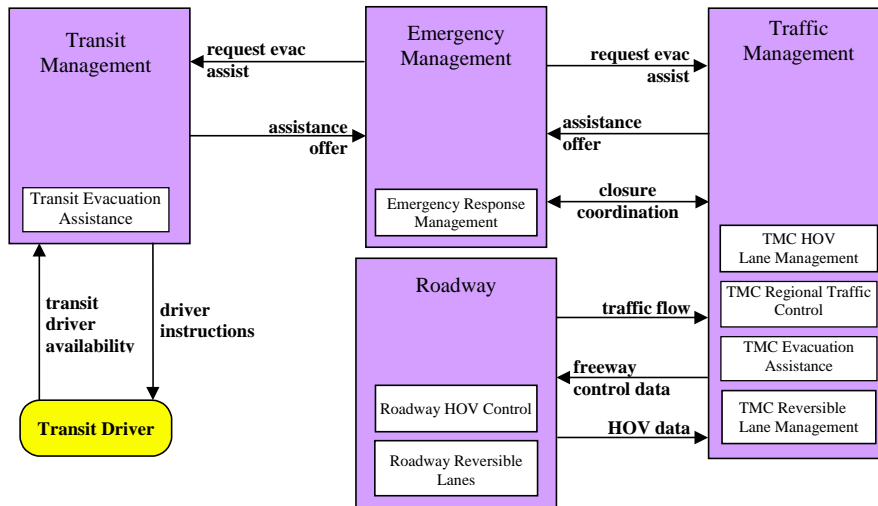 Transit
Management
request evac
assist
Emergency
Management
request evac
assist
Traffic
Management
assistance
offer
assistance
offer
Transit Evacuation
Assistance
Emergency Response
Management
closure
coordination
TMC HOV
Lane Management
transit
driver
availability
driver
instructions
Roadway
traffic flow
TMC Regional Traffic
Control
freeway
control data
TMC Evacuation
Assistance
Transit Driver
Roadway HOV Control
HOV data
TMC Reversible
Lane Management
Roadway Reversible
Lanes